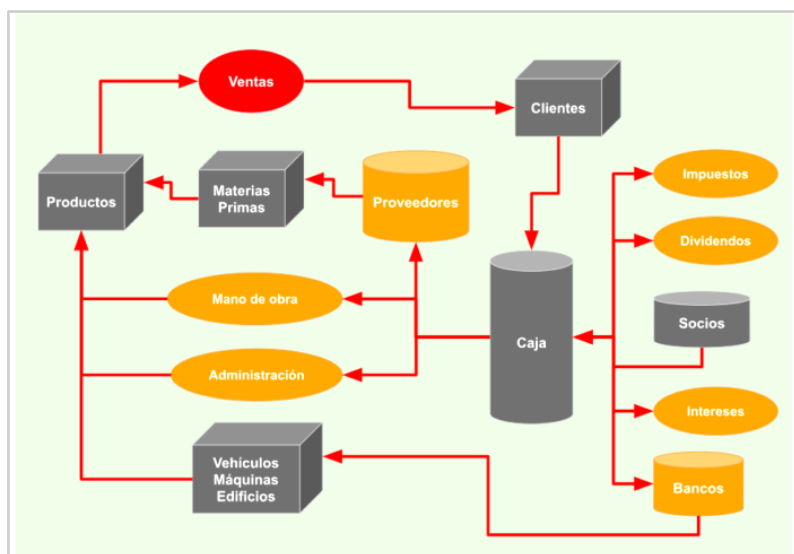 Ventas
Clientes
Productos
Materias
Primas
Proveedores
Impuestos
Dividendos
Mano de obra
Socios
Caja
Administración
Intereses
Vehículos
Máquinas
Edificios
Bancos